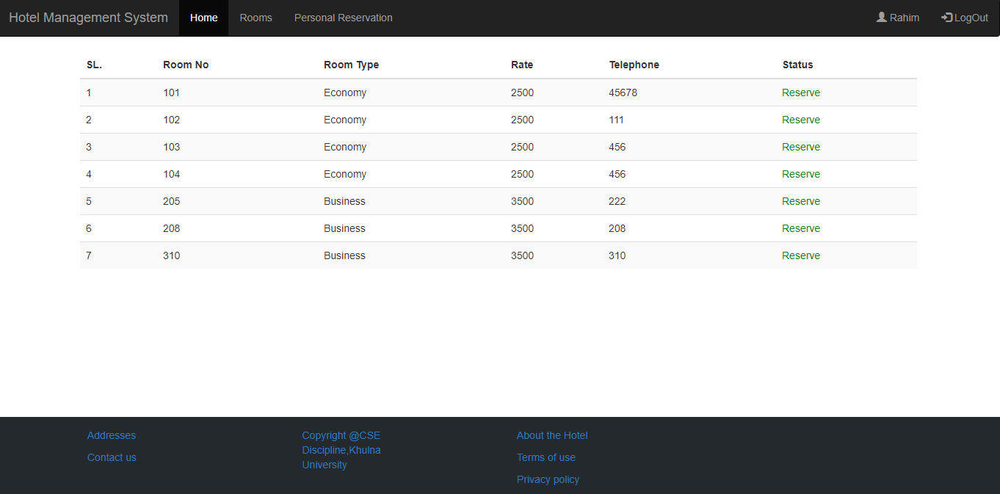 Hotel Management System Home Rooms Personal Reservation Rahim LogOut
SL. Room No Room Type Rate Telephone Status
1 101 Economy 2500 45678 Reserve
2 102 Economy 2500 111 Reserve
3 103 Economy 2500 456 Reserve
4 104 Economy 2500 456 Reserve
5 205 Business 3500 222 Reserve
6 208 Business 3500 208 Reserve
7 310 Business 3500 310 Reserve
Addresses
Contact us
Copyright @CSE
Discipline,Khulna
University
About the Hotel
Terms of use
Privacy policy